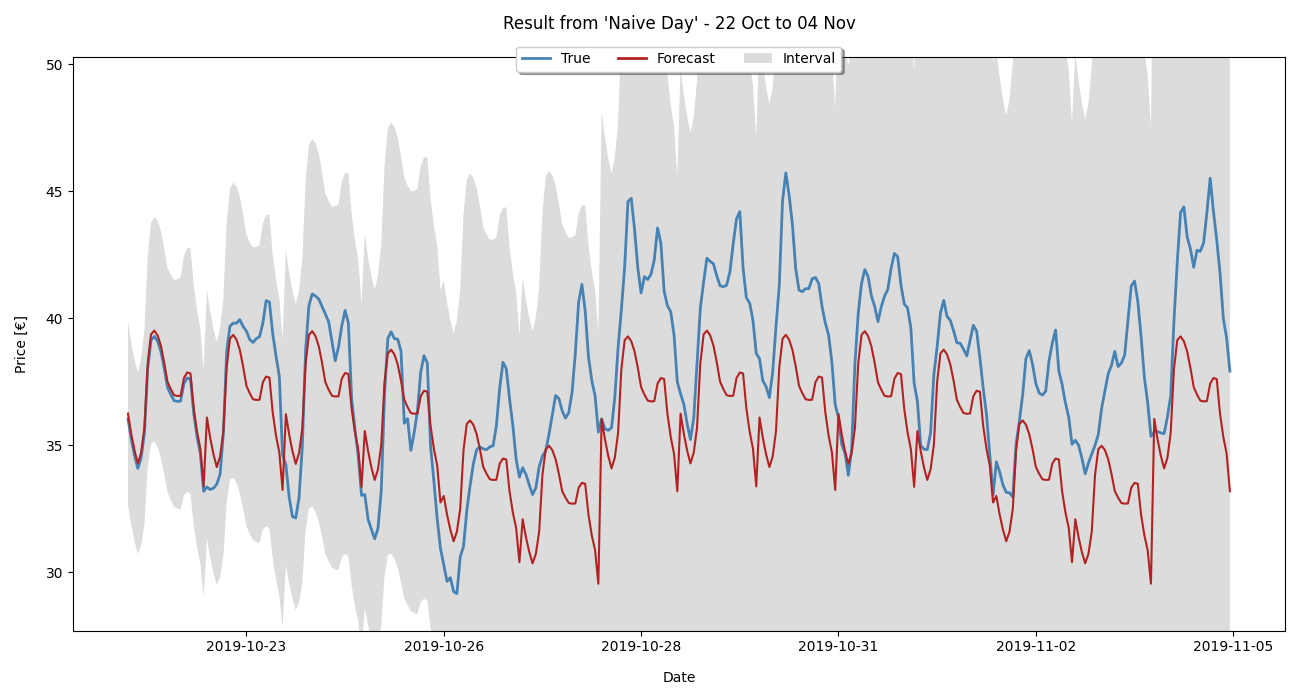 Result from 'Naive Day' - 22 Oct to 04 Nov
True Forecast Interval
50
45
40
35
30
Price [€]
2019-10-23 2019-10-26 2019-10-28 2019-10-31 2019-11-02 2019-11-05
Date